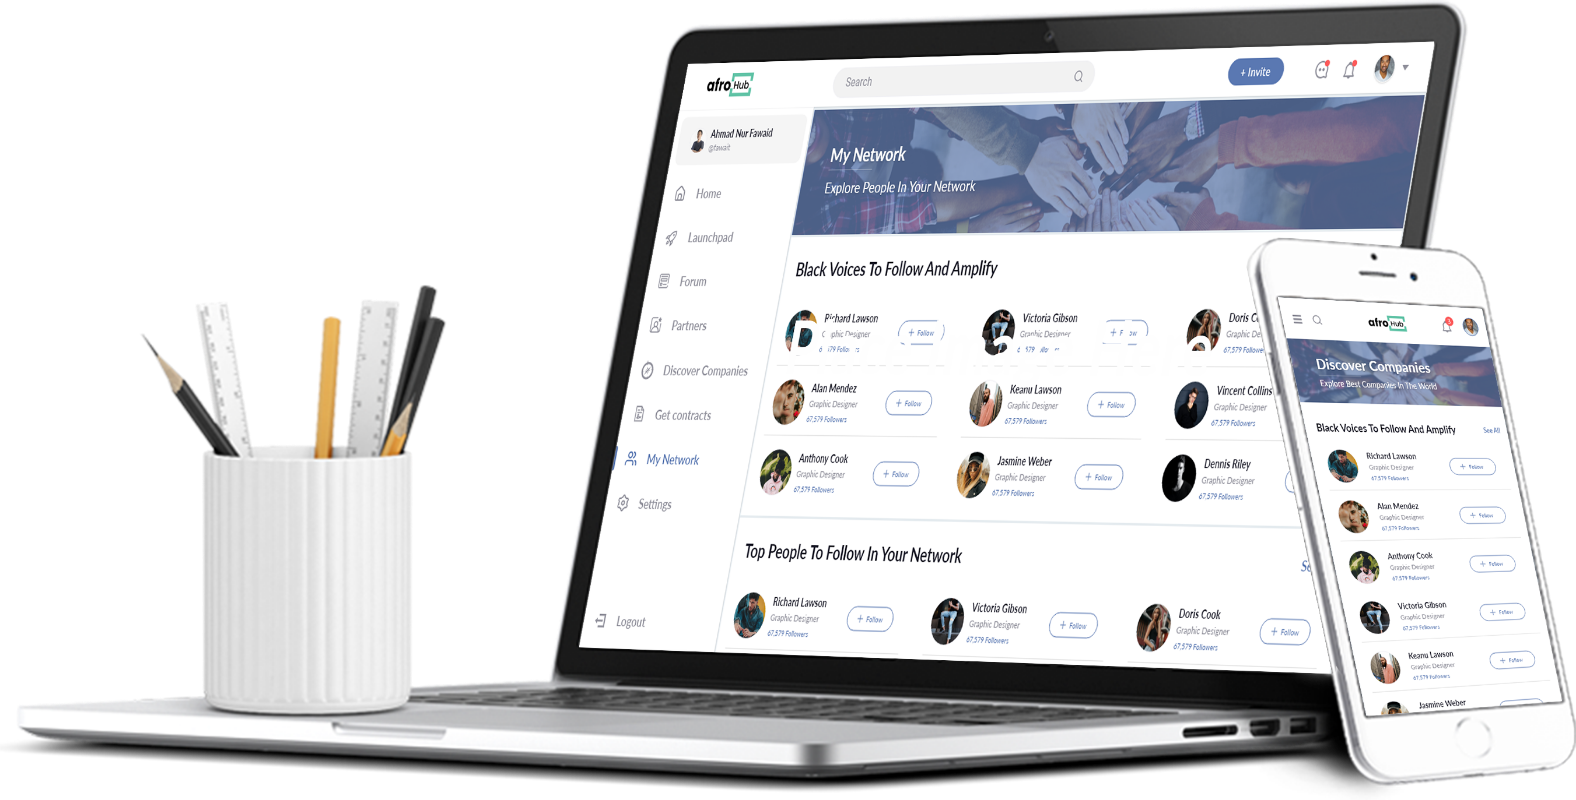 afro Hub
Search
+ Invite
Ahmad Nur Fawaid
@fawait
Home
Launchpad
Forum
Partners
Discover Companies
Get contracts
My Network
Settings
Logout
My Network
Explore People In Your Network
Black Voices To Follow And Amplify
Richard Lawson
Graphic Designer
+ Follow
Victoria Gibson
Graphic Designer
+ F
Doris C
Graphic De
67,579 Followe
Alan Mendez
Graphic Designer
67,579 Followers
+ Follow
Keanu Lawson
Graphic Designer
67,579 Followers
+ Follow
Vincent Collins
Graphic Designer
67,579 Followers
Anthony Cook
Graphic Designer
67,579 Followers
+ Follow
Jasmine Weber
Graphic Designer
67,579 Followers
+ Follow
Dennis Riley
Graphic Designer
67,579 Followers
Top People To Follow In Your Network
Richard Lawson
Graphic Designer
67,579 Followers
+ Follow
Victoria Gibson
Graphic Designer
67,579 Followers
+ Follow
Doris Cook
Graphic Designer
67,579 Followers
+ Follow
afro Hub
Discover Companies
Explore Best Companies In The World
Black Voices To Follow And Amplify
See All
Richard Lawson
Graphic Designer
67,579 Followers
+ Follow
Alan Mendez
Graphic Designer
67,579 Followers
+ Follow
Anthony Cook
Graphic Designer
67,579 Followers
+ Follow
Victoria Gibson
Graphic Designer
67,579 Followers
+ Follow
Keanu Lawson
Graphic Designer
67,579 Followers
+ Follow
Jasmine Weber